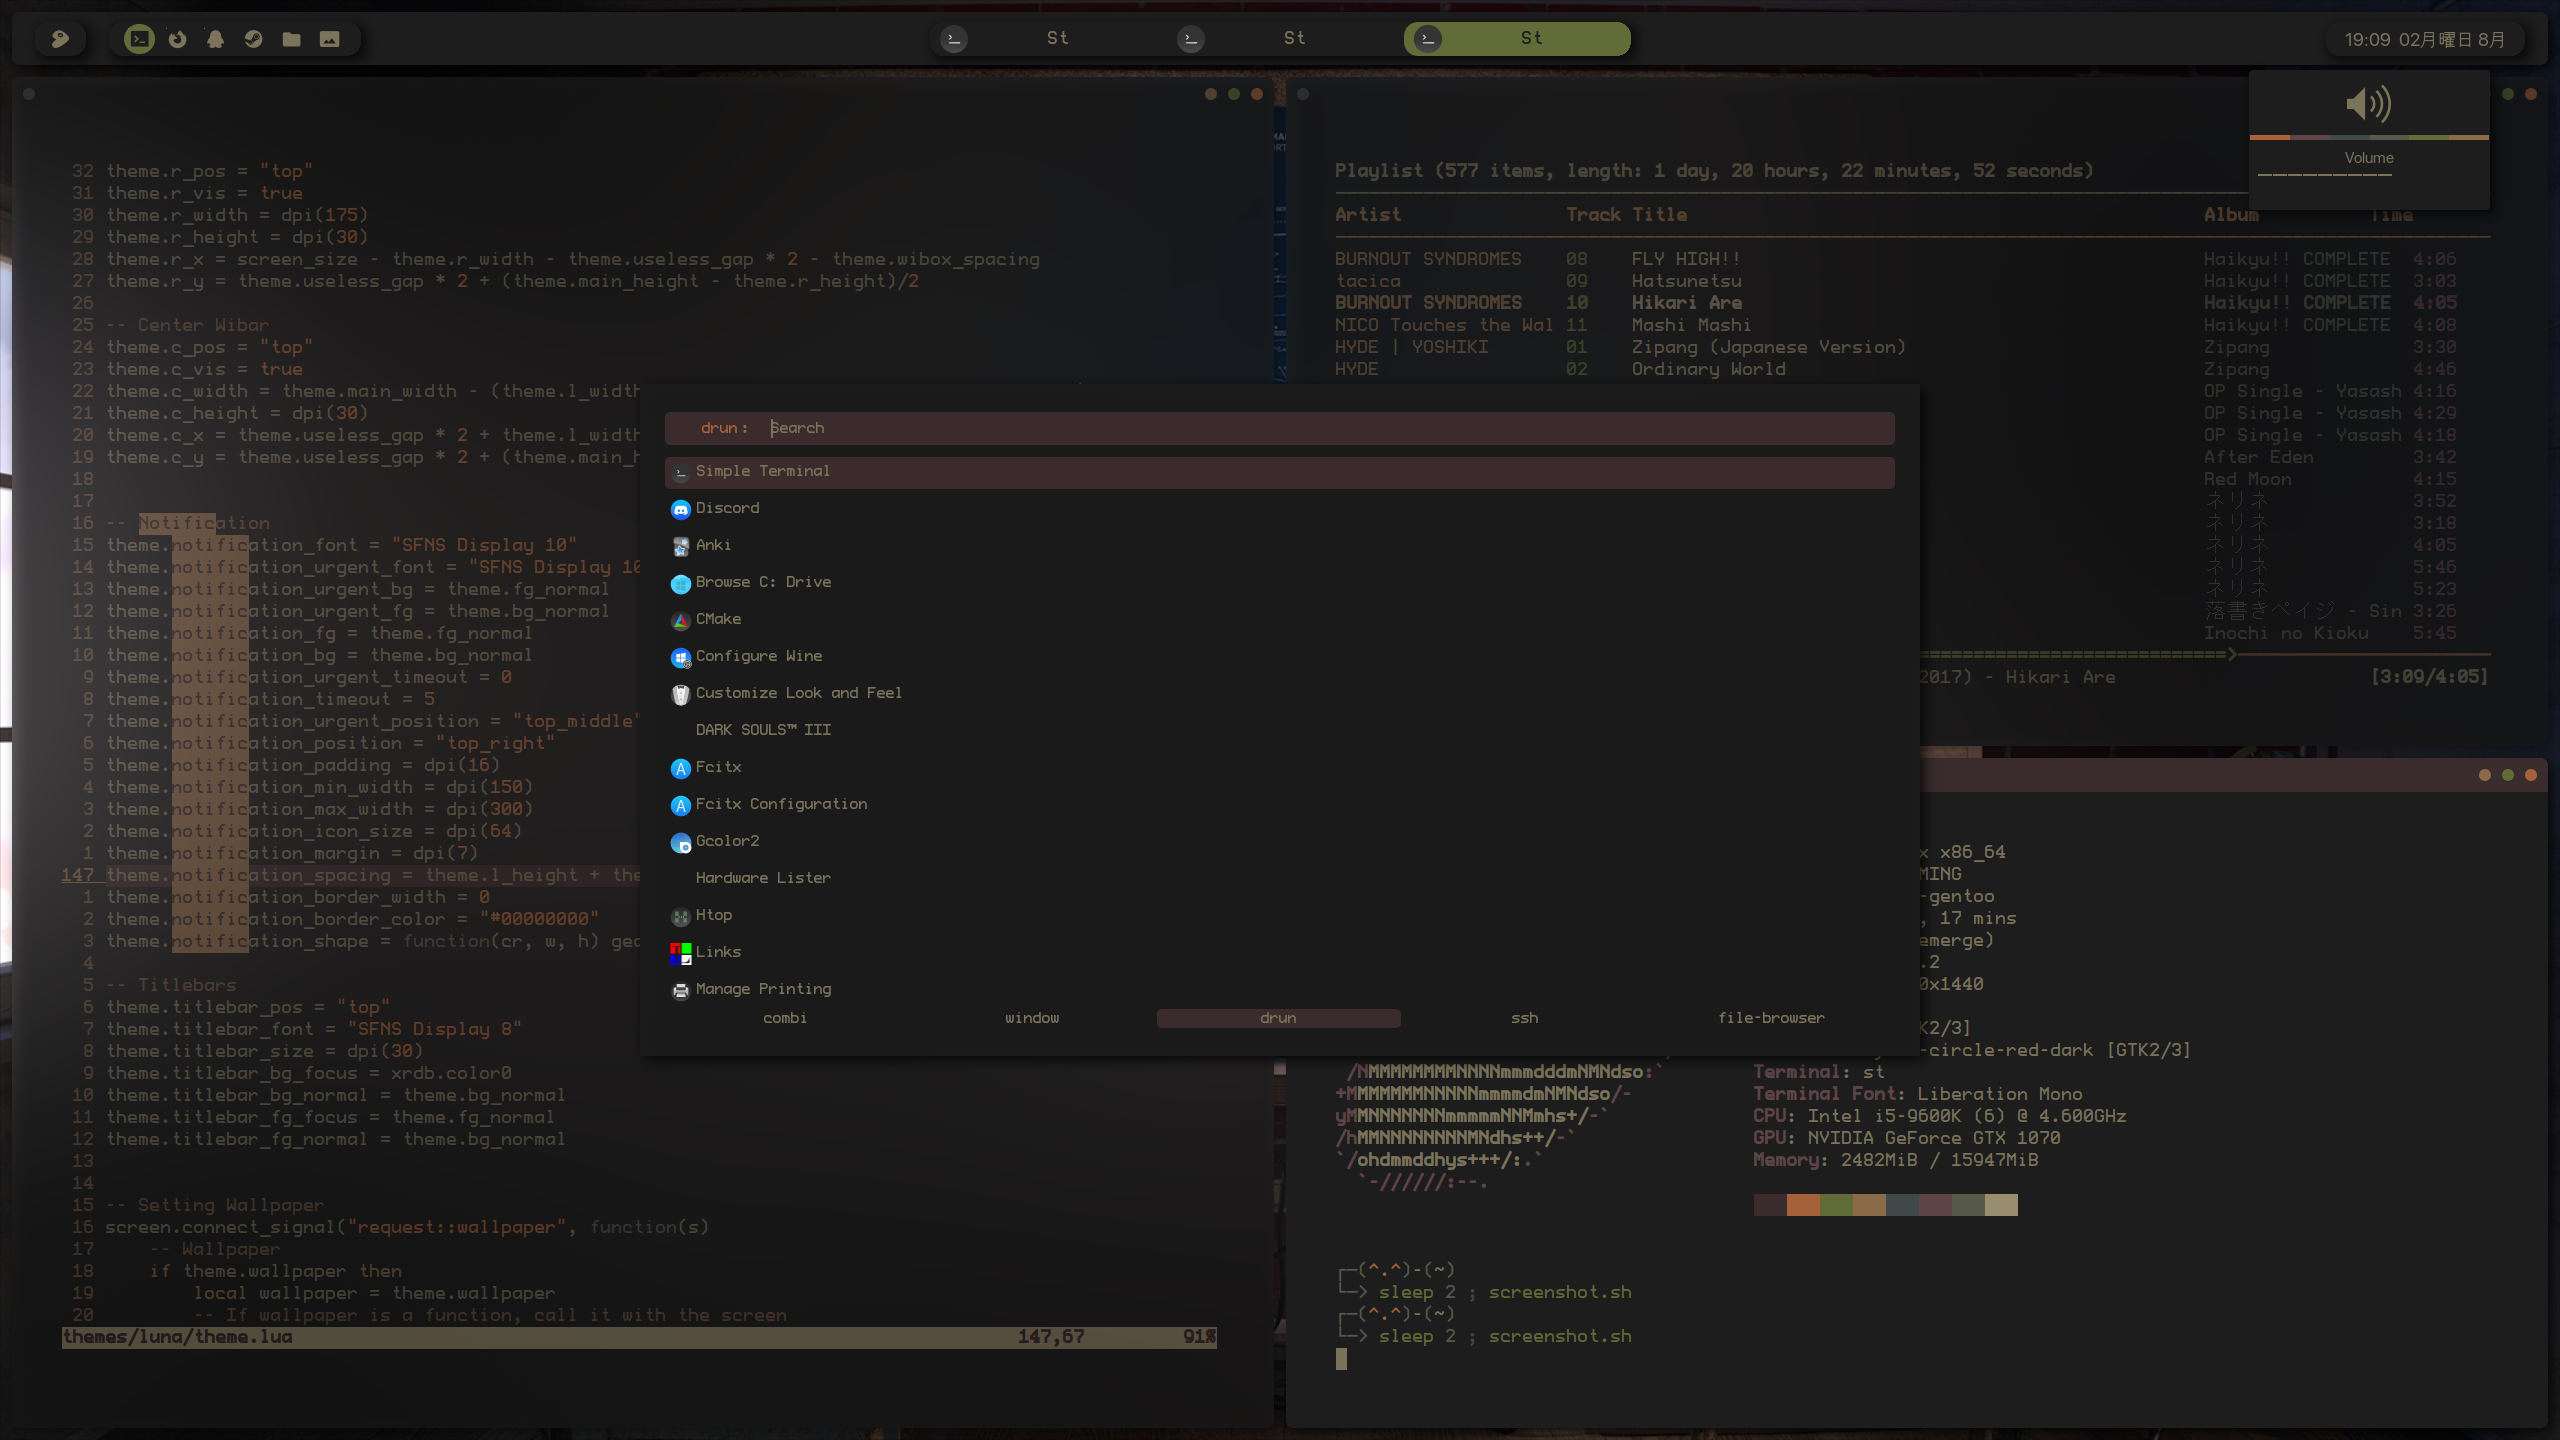 St
St
St
19:09 02月曜日 8月
Volume
32 theme.r_pos = "top"
31 theme.r_vis = true
30 theme.r_width = dpi(175)
29 theme.r_height = dpi(30)
28 theme.r_x = screen_size - theme.r_width - theme.useless_gap * 2 - theme.wibox_spacing
27 theme.r_y = theme.useless_gap * 2 + (theme.main_height - theme.r_height)/2
26
25 -- Center Wibar
24 theme.c_pos = "top"
23 theme.c_vis = true
22 theme.c_width = theme.main_width - (theme.l_width
21 theme.c_height = dpi(30)
20 theme.c_x = theme.useless_gap * 2 + theme.l_width
19 theme.c_y = theme.useless_gap * 2 + (theme.main_h
18
17
16 -- Notification
15 theme.notification_font = "SFNS Display 10"
14 theme.notification_urgent_font = "SFNS Display 10
13 theme.notification_urgent_bg = theme.fg_normal
12 theme.notification_urgent_fg = theme.bg_normal
11 theme.notification_fg = theme.fg_normal
10 theme.notification_bg = theme.bg_normal
9 theme.notification_urgent_timeout = 0
8 theme.notification_timeout = 5
7 theme.notification_urgent_position = "top_middle"
6 theme.notification_position = "top_right"
5 theme.notification_padding = dpi(16)
4 theme.notification_min_width = dpi(150)
3 theme.notification_max_width = dpi(300)
2 theme.notification_icon_size = dpi(64)
1 theme.notification_margin = dpi(7)
147 theme.notification_spacing = theme.l_height + the
1 theme.notification_border_width = 0
2 theme.notification_border_color = "#00000000"
3 theme.notification_shape = function(cr, w, h) gea
4
5 -- Titlebars
6 theme.titlebar_pos = "top"
7 theme.titlebar_font = "SFNS Display 8"
8 theme.titlebar_size = dpi(30)
9 theme.titlebar_bg_focus = xrdb.color0
10 theme.titlebar_bg_normal = theme.bg_normal
11 theme.titlebar_fg_focus = theme.fg_normal
12 theme.titlebar_fg_normal = theme.bg_normal
13
14
15 -- Setting Wallpaper
16 screen.connect_signal("request::wallpaper", function(s)
17 -- Wallpaper
18 if theme.wallpaper then
19 local wallpaper = theme.wallpaper
20 -- If wallpaper is a function, call it with the screen
themes/luna/theme.lua 147,67 91%
Playlist (577 items, length: 1 day, 20 hours, 22 minutes, 52 seconds)
Artist Track Title Album Time
BURNOUT SYNDROMES 08 FLY HIGH!! Haikyu!! COMPLETE 4:06
tacica 09 Hatsunetsu Haikyu!! COMPLETE 3:03
BURNOUT SYNDROMES 10 Hikari Are Haikyu!! COMPLETE 4:05
NICO Touches the Wal 11 Mashi Mashi Haikyu!! COMPLETE 4:08
HYDE | YOSHIKI 01 Zipang (Japanese Version) Zipang 3:30
HYDE 02 Ordinary World Zipang 4:46
OP Single - Yasash 4:16
OP Single - Yasash 4:29
OP Single - Yasash 4:18
After Eden 3:42
Red Moon 4:15
ネリネ 3:52
ネリネ 3:18
ネリネ 4:05
ネリネ 5:46
ネリネ 5:23
落書きペイジ - Sin 3:26
Inochi no Kioku 5:45
==============================>
2017) - Hikari Are [3:09/4:05]
drun: Search
Simple Terminal
Discord
Anki
Browse C: Drive
CMake
Configure Wine
Customize Look and Feel
DARK SOULS™ III
Fcitx
Fcitx Configuration
Gcolor2
Hardware Lister
Htop
Links
Manage Printing
combi window drun ssh file-browser
x x86_64
MING
-gentoo
, 17 mins
emerge)
.2
0x1440
K2/3]
-circle-red-dark [GTK2/3]
/NMMMMMMMMNNNNmmmdddmNMNdso:` Terminal: st
+MMMMMMMNNNNNmmmmdmNMNdso/- Terminal Font: Liberation Mono
yMMNNNNNNNmmmmmNNMmhs+/-` CPU: Intel i5-9600K (6) @ 4.600GHz
/hMMNNNNNNNNMNdhs++/-` GPU: NVIDIA GeForce GTX 1070
`/ohdmmddhys+++/:.` Memory: 2482MiB / 15947MiB
`-//////:--.
┌─(^.^)-(~)
└─> sleep 2 ; screenshot.sh
┌─(^.^)-(~)
└─> sleep 2 ; screenshot.sh